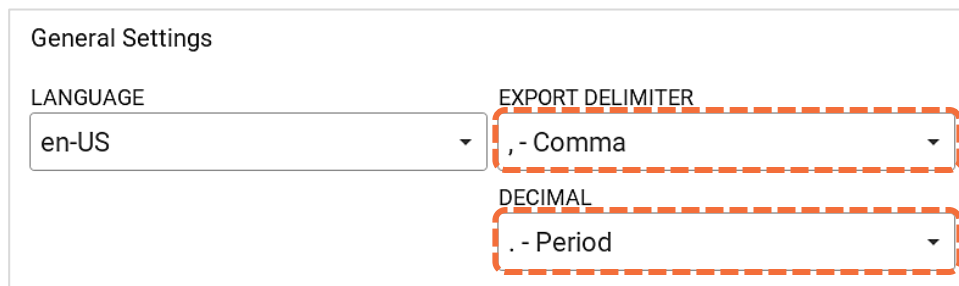 General Settings
LANGUAGE
EXPORT DELIMITER
en-US
, - Comma
DECIMAL
. - Period